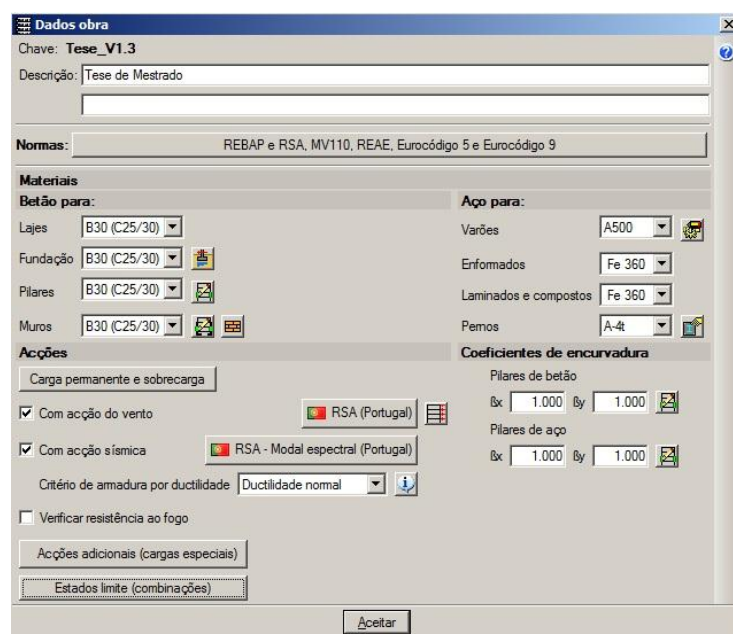 Dados obra
Chave: Tese_V1.3
Descrição: Tese de Mestrado
Normas: REBAP e RSA, MV110, REAE, Eurocódigo 5 e Eurocódigo 9
Materiais
Betão para:
Lajes B30 (C25/30)
Fundação B30 (C25/30)
Pilares B30 (C25/30)
Muros B30 (C25/30)
Aço para:
Varões A500
Enformados Fe 360
Laminados e compostos Fe 360
Pernos A-4t
Acções
Carga permanente e sobrecarga
Com acção do vento RSA (Portugal)
Com acção sísmica RSA - Modal espectral (Portugal)
Critério de armadura por ductilidade Ductilidade normal
Verificar resistência ao fogo
Acções adicionais (cargas especiais)
Estados limite (combinações)
Coeficientes de encurvadura
Pilares de betão
ßx 1.000 ßy 1.000
Pilares de aço
ßx 1.000 ßy 1.000
Aceitar